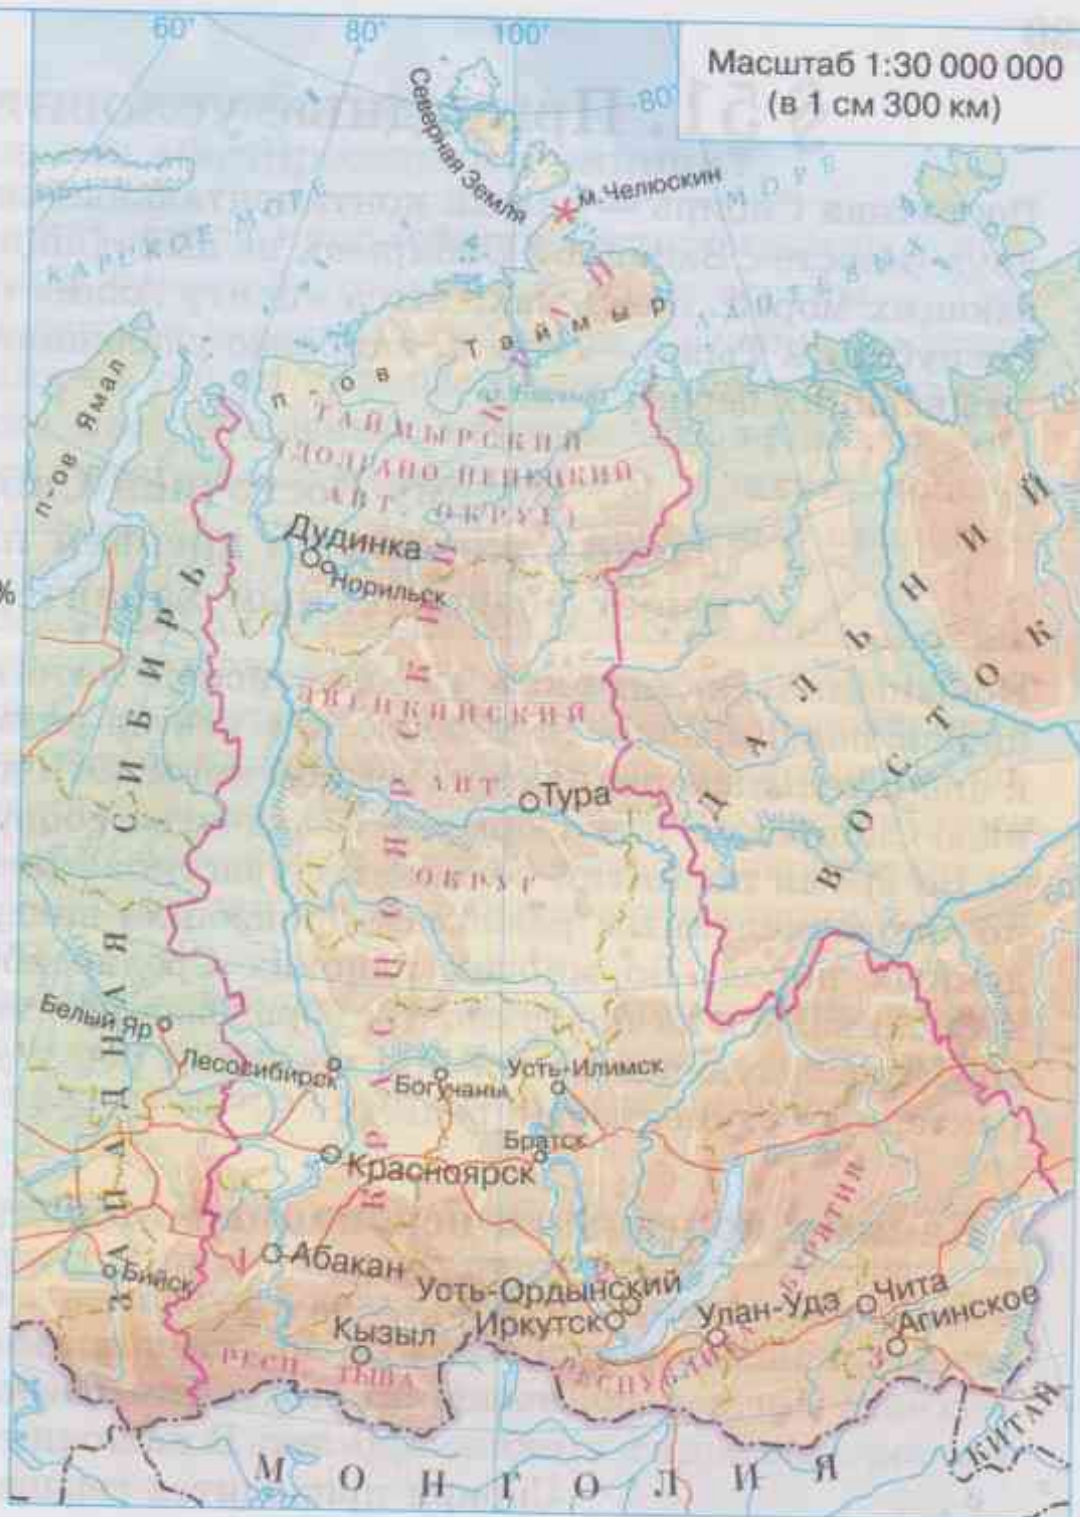 60°
80°
100°
Масштаб 1:30 000 000
(в 1 см 300 км)
80°
Северная Земля
м.Челюскин
КАРСКОЕ МОРЕ
МОРЕ
ЛАПТЕВЫХ
п-ов Таймыр
п-ов Ямал
ТАЙМЫРСКИЙ
(ДОЛГАНО-НЕНЕЦКИЙ
АВТ. ОКРУГ)
Дудинка
Норильск
%
ЭВЕНКИЙСКИЙ
АВТ.
ОКРУГ
Тура
КРАСНОЯРСКИЙ КРАЙ
ЗАПАДНАЯ СИБИРЬ
ДАЛЬНИЙ
ВОСТОК
Белый Яр
Лесосибирск
Богучаны
Усть-Илимск
Братск
Красноярск
Абакан
Бийск
Усть-Ордынский
Иркутск
Кызыл
РЕСП. ТЫВА
Улан-Удэ
Чита
Агинское
РЕСПУБЛИКА
БУРЯТИЯ
МОНГОЛИЯ
КИТАЙ